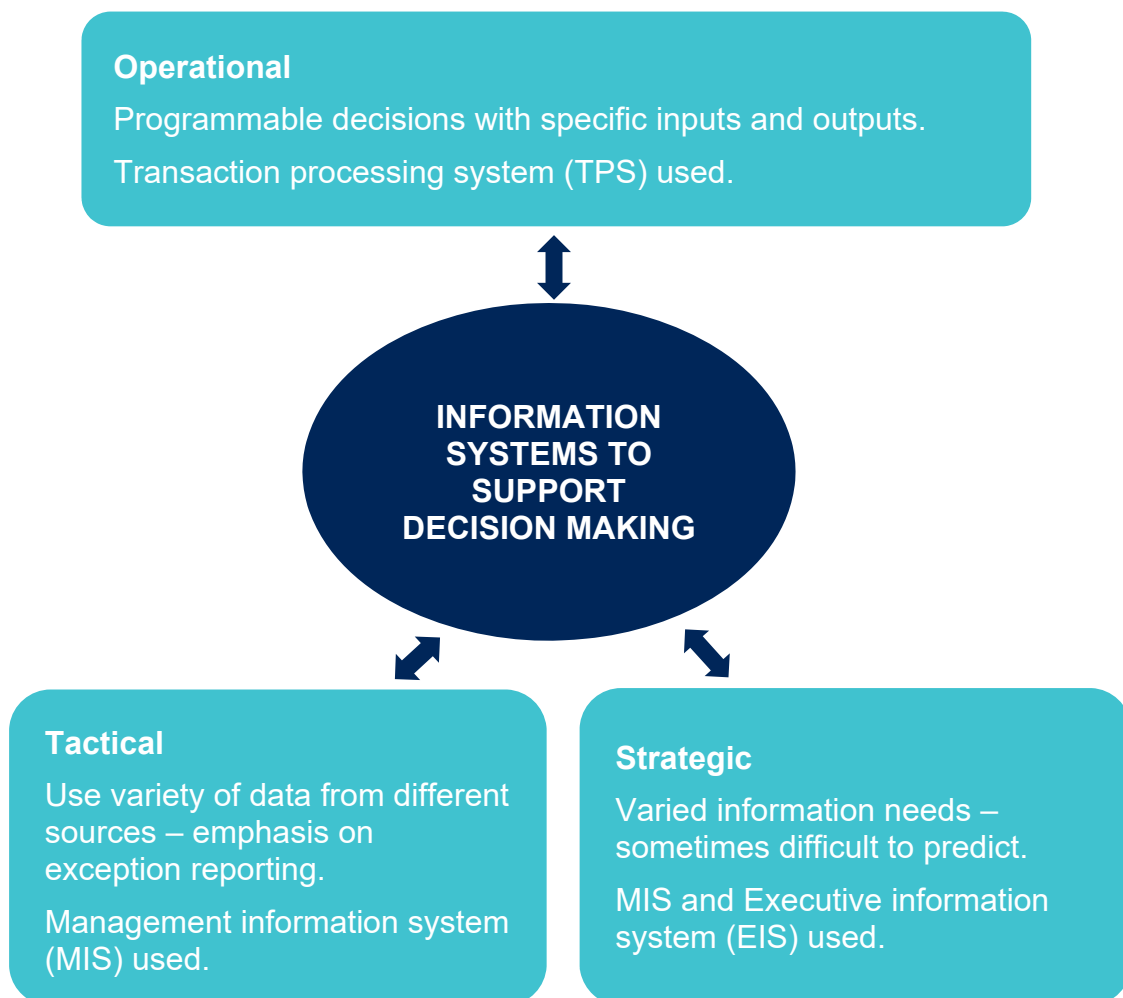 Operational
Programmable decisions with specific inputs and outputs.
Transaction processing system (TPS) used.
INFORMATION
SYSTEMS TO
SUPPORT
DECISION MAKING
Tactical
Use variety of data from different
sources – emphasis on
exception reporting.
Management information system
(MIS) used.
Strategic
Varied information needs –
sometimes difficult to predict.
MIS and Executive information
system (EIS) used.